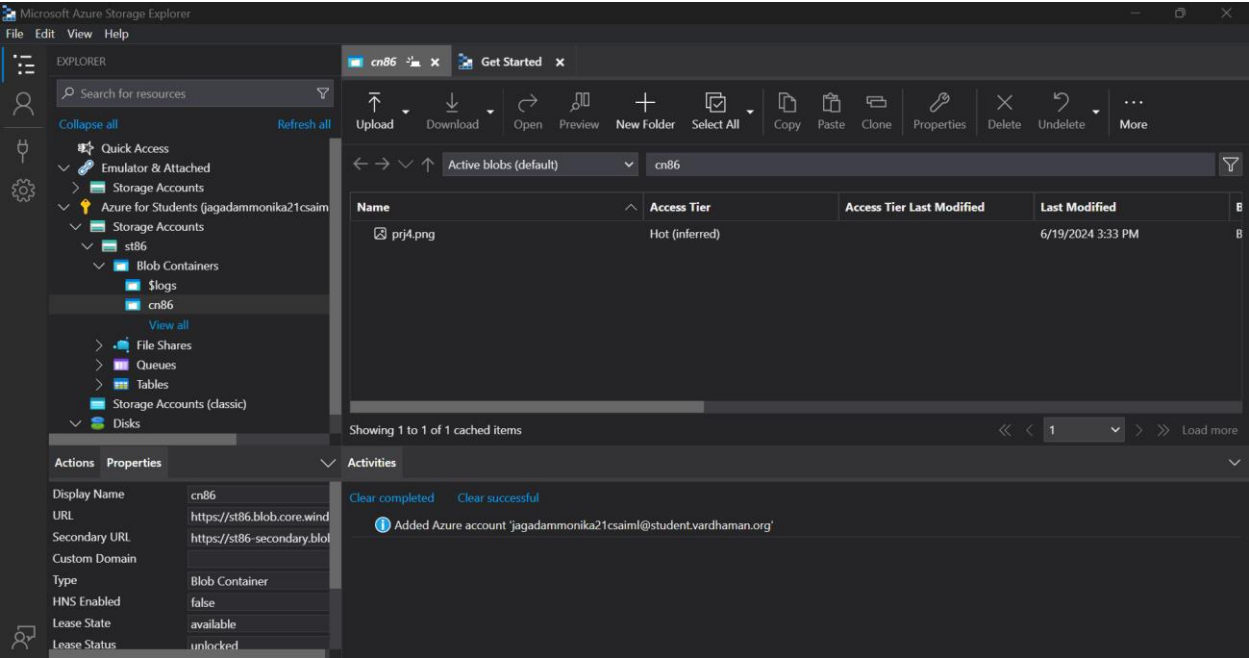 Microsoft Azure Storage Explorer
File Edit View Help
EXPLORER
Search for resources
Collapse all Refresh all
Quick Access
Emulator & Attached
Storage Accounts
Azure for Students (jagadammonika21csaim
Storage Accounts
st86
Blob Containers
$logs
cn86
View all
File Shares
Queues
Tables
Storage Accounts (classic)
Disks
Actions Properties
Display Name cn86
URL https://st86.blob.core.wind
Secondary URL https://st86-secondary.blol
Custom Domain
Type Blob Container
HNS Enabled false
Lease State available
Lease Status unlocked
cn86 Get Started
Upload Download Open Preview New Folder Select All Copy Paste Clone Properties Delete Undelete More
Active blobs (default) cn86
Name Access Tier Access Tier Last Modified Last Modified B
prj4.png Hot (inferred) 6/19/2024 3:33 PM B
Showing 1 to 1 of 1 cached items 1 Load more
Activities
Clear completed Clear successful
Added Azure account 'jagadammonika21csaiml@student.vardhaman.org'